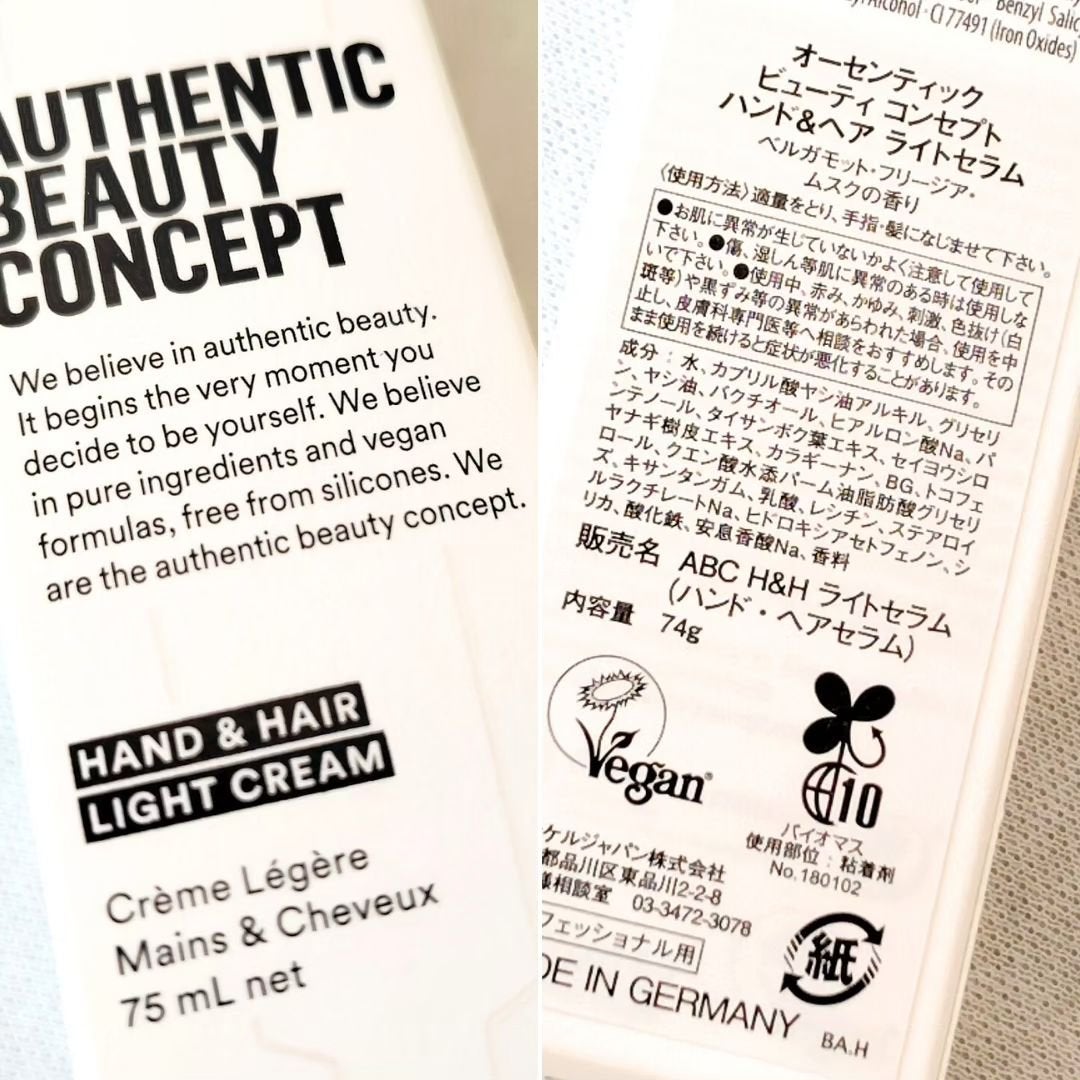 AUTHENTIC
BEAUTY
CONCEPT
We believe in authentic beauty.
It begins the very moment you
decide to be yourself. We believe
in pure ingredients and vegan
formulas, free from silicones. We
are the authentic beauty concept.
HAND & HAIR
LIGHT CREAM
Crème Légère
Mains & Cheveux
75 mL net
Benzyl
Alcohol · CI 77491 (Iron Oxides)
オーセンティック
ビューティ コンセプト
ハンド&ヘア ライトセラム
ベルガモット・フリージア・
ムスクの香り
〈使用方法〉適量をとり、手指・髪になじませて下さい。
●お肌に異常が生じていないかよく注意して使用して
下さい。●傷、湿しん等肌に異常のある時は使用しな
いで下さい。●使用中、赤み、かゆみ、刺激、色抜け(白
斑等)や黒ずみ等の異常があらわれた場合、使用を中
止し、皮膚科専門医等へ相談をおすすめします。その
まま使用を続けると症状が悪化することがあります。
成分：水、カプリル酸ヤシ油アルキル、グリセリ
ン、ヤシ油、バクチオール、ヒアルロン酸Na、パ
ンテノール、タイサンボク葉エキス、セイヨウシロ
ヤナギ樹皮エキス、カラギーナン、BG、トコフェ
ロール、クエン酸水添パーム油脂肪酸グリセリ
ズ、キサンタンガム、乳酸、レシチン、ステアロイ
ルラクチレートNa、ヒドロキシアセトフェノン、シ
リカ、酸化鉄、安息香酸Na、香料
販売名 ABC H&H ライトセラム
(ハンド・ヘアセラム)
内容量 74g
Vegan
10
バイオマス
使用部位：粘着剤
No.180102
ケルジャパン株式会社
都品川区東品川2-2-8
様相談室 03-3472-3078
フェッショナル用
紙
DE IN GERMANY
BA.H